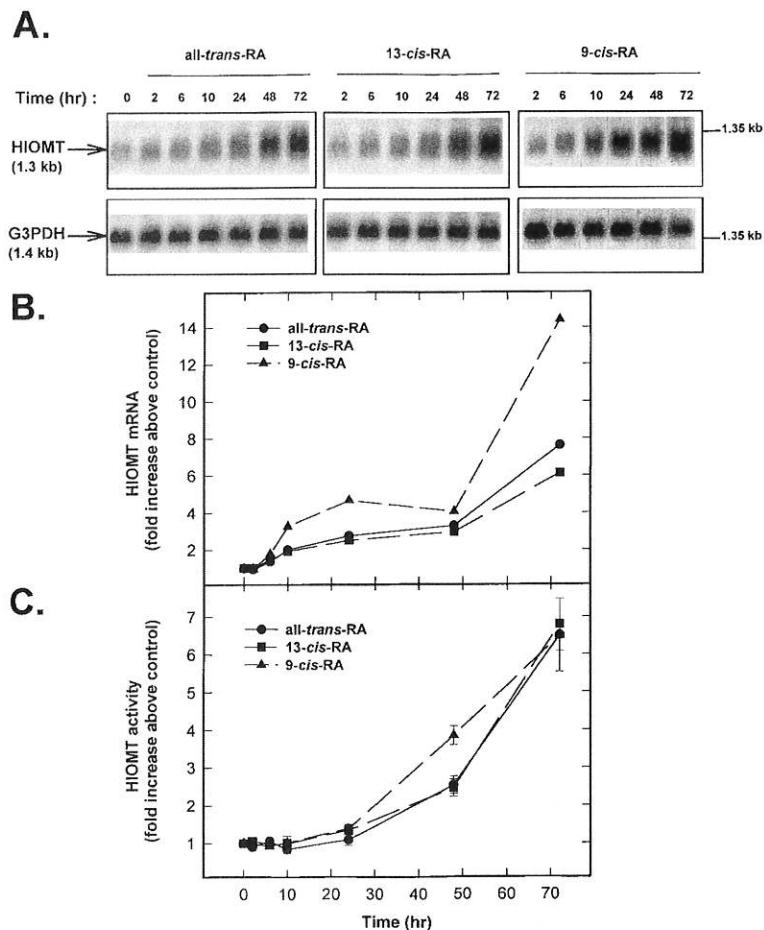 A.
all-trans-RA 13-cis-RA 9-cis-RA
Time (hr) : 0 2 6 10 24 48 72 2 6 10 24 48 72 2 6 10 24 48 72
HIOMT
(1.3 kb)
1.35 kb
G3PDH
(1.4 kb)
1.35 kb
B.
HIOMT mRNA
(fold increase above control)
14
12
10
8
6
4
2
all-trans-RA
13-cis-RA
9-cis-RA
C.
HIOMT activity
(fold increase above control)
7
6
5
4
3
2
1
all-trans-RA
13-cis-RA
9-cis-RA
0 10 20 30 40 50 60 70
Time (hr)